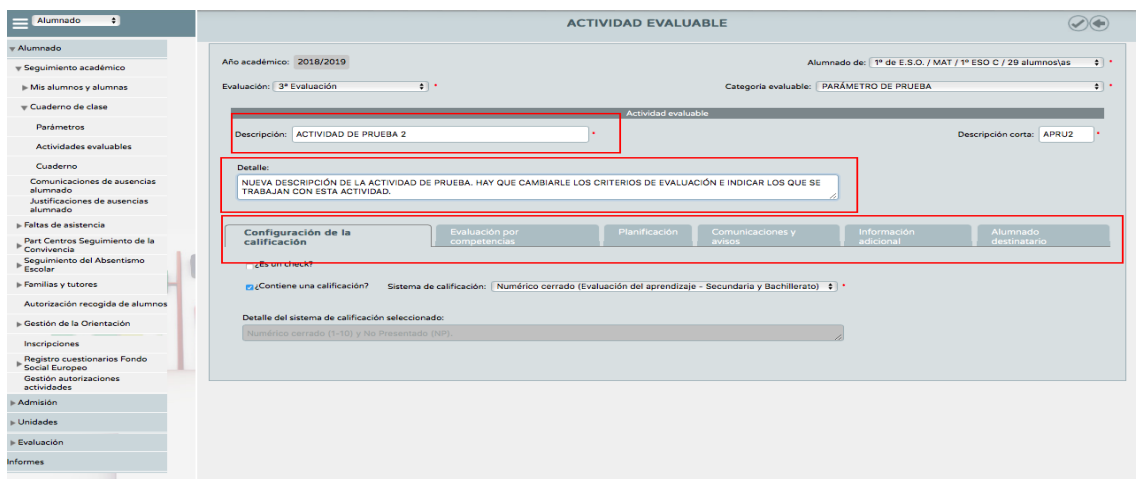 Alumnado
ACTIVIDAD EVALUABLE
Alumnado
Seguimiento académico
Mis alumnos y alumnas
Cuaderno de clase
Parámetros
Actividades evaluables
Cuaderno
Comunicaciones de ausencias
alumnado
Justificaciones de ausencias
alumnado
Faltas de asistencia
Part Centros Seguimiento de la
Convivencia
Seguimiento del Absentismo
Escolar
Familias y tutores
Autorización recogida de alumnos
Gestión de la Orientación
Inscripciones
Registro cuestionarios Fondo
Social Europeo
Gestión autorizaciones
actividades
Admisión
Unidades
Evaluación
Informes
Año académico: 2018/2019
Alumnado de: 1º de E.S.O. / MAT / 1º ESO C / 29 alumnos\as *
Evaluación: 3ª Evaluación *
Categoría evaluable: PARÁMETRO DE PRUEBA *
Actividad evaluable
Descripción: ACTIVIDAD DE PRUEBA 2 *
Descripción corta: APRU2 *
Detalle:
NUEVA DESCRIPCIÓN DE LA ACTIVIDAD DE PRUEBA. HAY QUE CAMBIARLE LOS CRITERIOS DE EVALUACIÓN E INDICAR LOS QUE SE
TRABAJAN CON ESTA ACTIVIDAD.
Configuración de la
calificación
Evaluación por
competencias
Planificación
Comunicaciones y
avisos
Información
adicional
Alumnado
destinatario
¿Es un check?
¿Contiene una calificación? Sistema de calificación: Numérico cerrado (Evaluación del aprendizaje - Secundaria y Bachillerato) *
Detalle del sistema de calificación seleccionado:
Numérico cerrado (1-10) y No Presentado (NP).